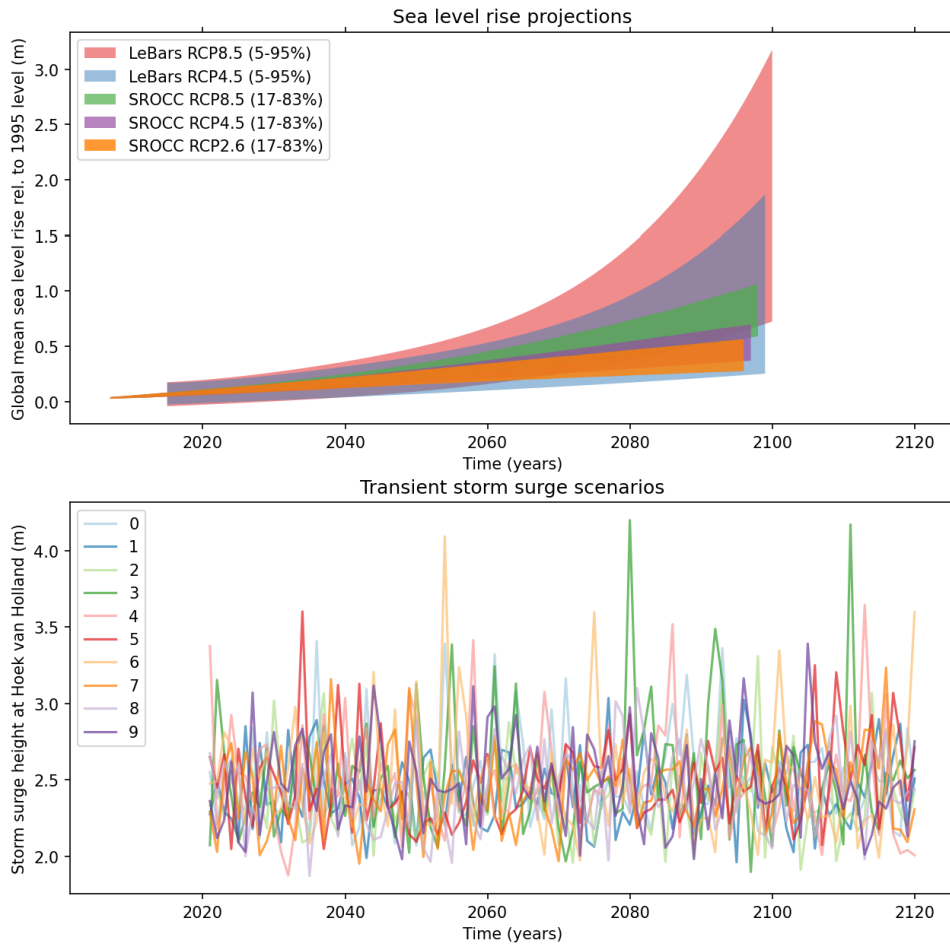 Sea level rise projections
Global mean sea level rise rel. to 1995 level (m)
3.0
2.5
2.0
1.5
1.0
0.5
0.0
LeBars RCP8.5 (5-95%)
LeBars RCP4.5 (5-95%)
SROCC RCP8.5 (17-83%)
SROCC RCP4.5 (17-83%)
SROCC RCP2.6 (17-83%)
2020 2040 2060 2080 2100 2120
Time (years)
Transient storm surge scenarios
Storm surge height at Hoek van Holland (m)
4.0
3.5
3.0
2.5
2.0
0
1
2
3
4
5
6
7
8
9
2020 2040 2060 2080 2100 2120
Time (years)